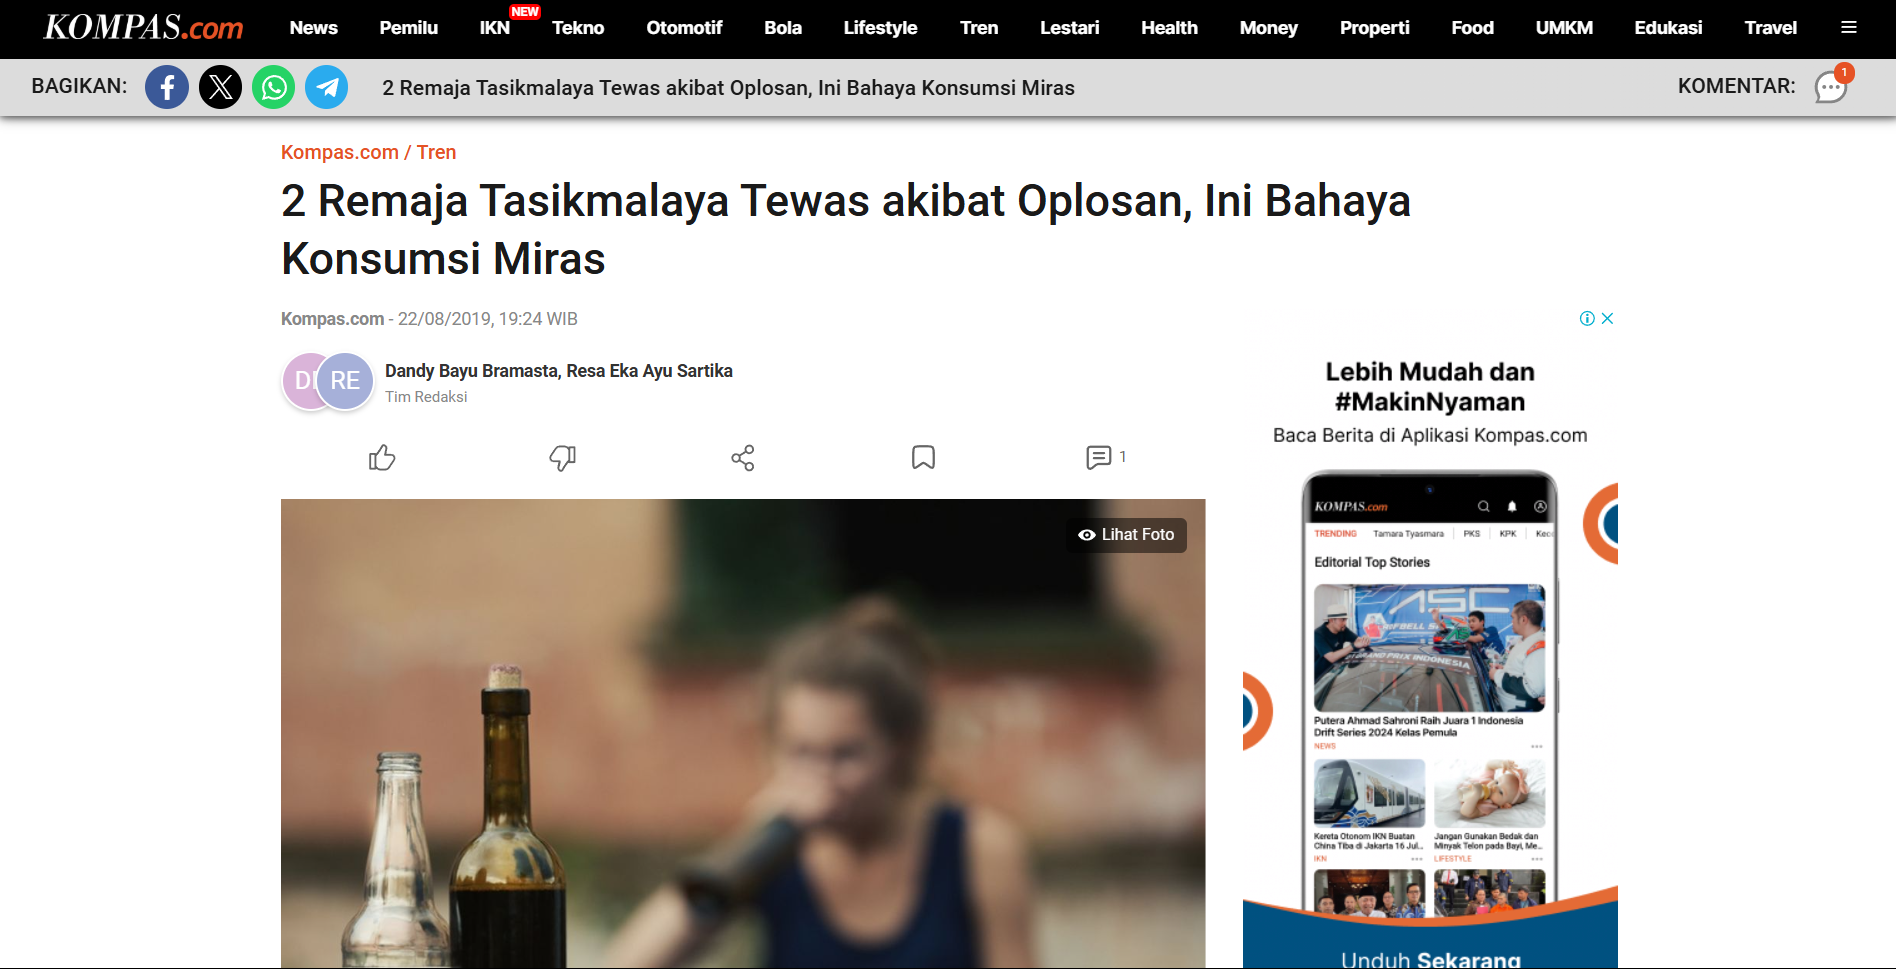 KOMPAS.com
News Pemilu IKN NEW Tekno Otomotif Bola Lifestyle Tren Lestari Health Money Properti Food UMKM Edukasi Travel
BAGIKAN:
2 Remaja Tasikmalaya Tewas akibat Oplosan, Ini Bahaya Konsumsi Miras
KOMENTAR:
1
Kompas.com / Tren
2 Remaja Tasikmalaya Tewas akibat Oplosan, Ini Bahaya
Konsumsi Miras
Kompas.com - 22/08/2019, 19:24 WIB
RE
Dandy Bayu Bramasta, Resa Eka Ayu Sartika
Tim Redaksi
1
Lihat Foto
Lebih Mudah dan
#MakinNyaman
Baca Berita di Aplikasi Kompas.com
KOMPAS.com
TRENDING Tamara Tyasmara PKS KPK
Editorial Top Stories
ASC
GRAND PRIX INDONESIA
Putera Ahmad Sahroni Raih Juara 1 Indonesia
Drift Series 2024 Kelas Pemula
NEWS
Kereta Otonom IKN Buatan
China Tiba di Jakarta 16 Jul...
IKN
Jangan Gunakan Bedak dan
Minyak Telon pada Bayi, Me...
LIFESTYLE
Unduh Sekarang